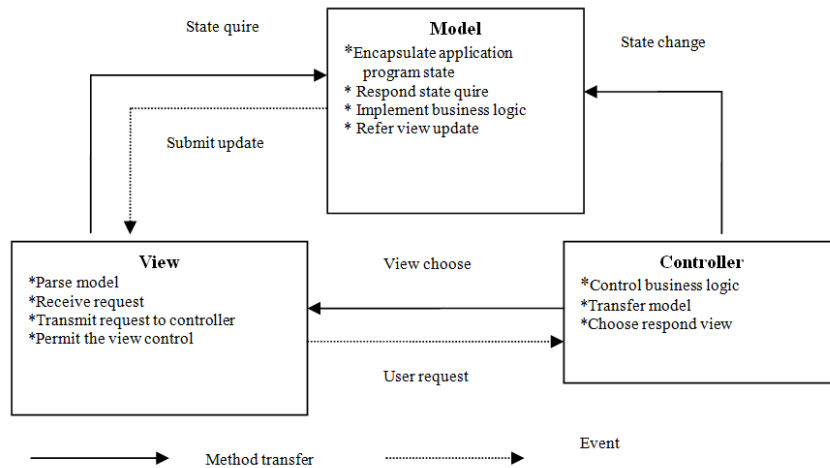 State quire
Model
State change
*Encapsulate application
program state
* Respond state quire
* Implement business logic
* Refer view update
Submit update
View
*Parse model
*Receive request
*Transmit request to controller
*Permit the view control
View choose
Controller
*Control business logic
*Transfer model
*Choose respond view
User request
Method transfer
Event